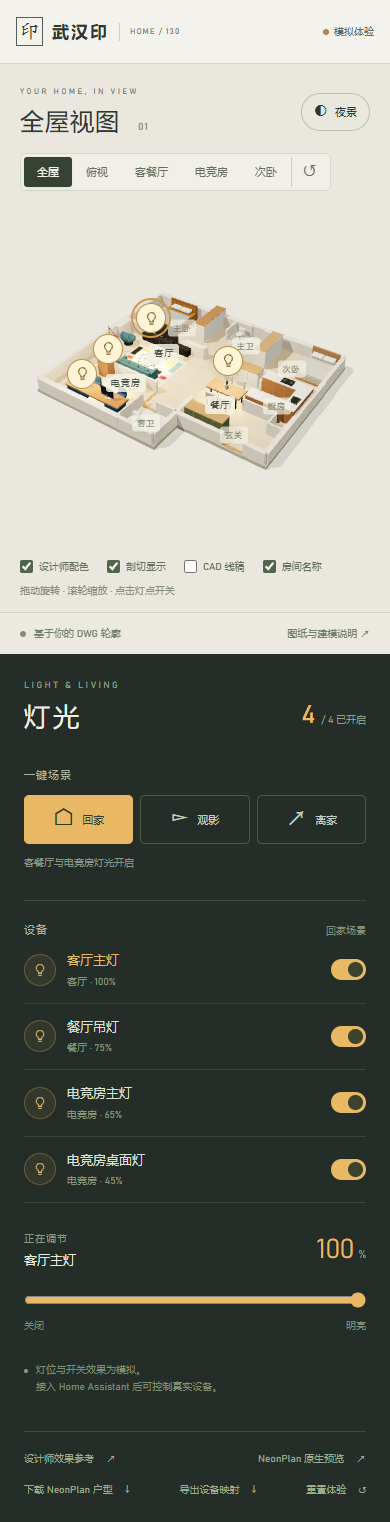 印 武汉印 HOME / 130 模拟体验
YOUR HOME, IN VIEW
全屋视图 01
夜景
全屋 俯视 客餐厅 电竞房 次卧 ↺
主卧
客厅
主卫
次卧
电竞房
餐厅
厨房
客卫
玄关
设计师配色 剖切显示 CAD 线稿 房间名称
拖动旋转 · 滚轮缩放 · 点击灯点开关
基于你的 DWG 轮廓 图纸与建模说明 ↗
LIGHT & LIVING
灯光 4 / 4 已开启
一键场景
回家 观影 离家
客餐厅与电竞房灯光开启
设备 回家场景
客厅主灯
客厅 · 100%
餐厅吊灯
餐厅 · 75%
电竞房主灯
电竞房 · 65%
电竞房桌面灯
电竞房 · 45%
正在调节
客厅主灯 100 %
关闭 明亮
灯位与开关效果为模拟。
接入 Home Assistant 后可控制真实设备。
设计师效果参考 ↗ NeonPlan 原生预览 ↗
下载 NeonPlan 户型 ↓ 导出设备映射 ↓ 重置体验 ↺